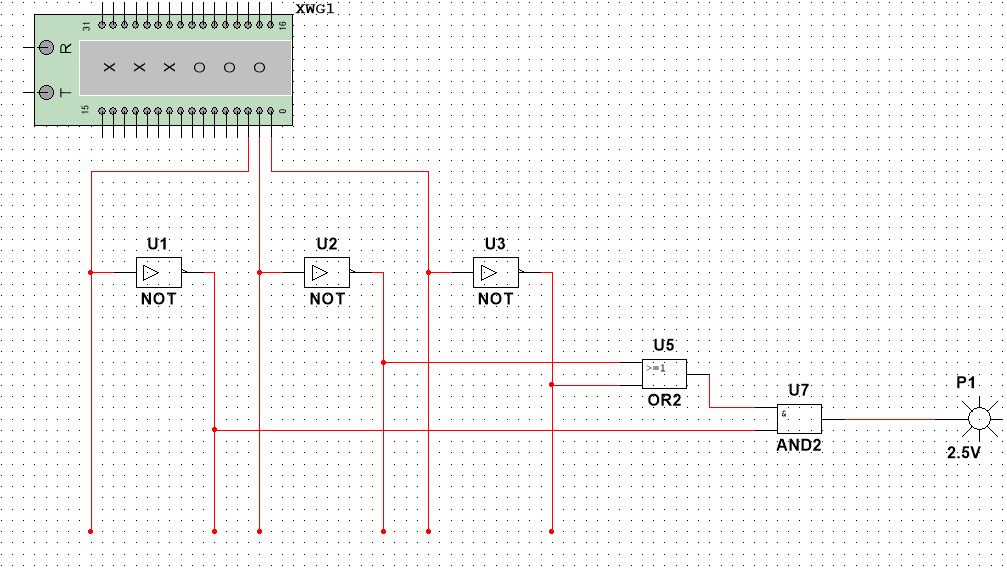 XWG1
31
16
R
X X X O O O
T
15
0
U1
U2
U3
NOT
NOT
NOT
U5
>=1
OR2
U7
&
AND2
P1
2.5V